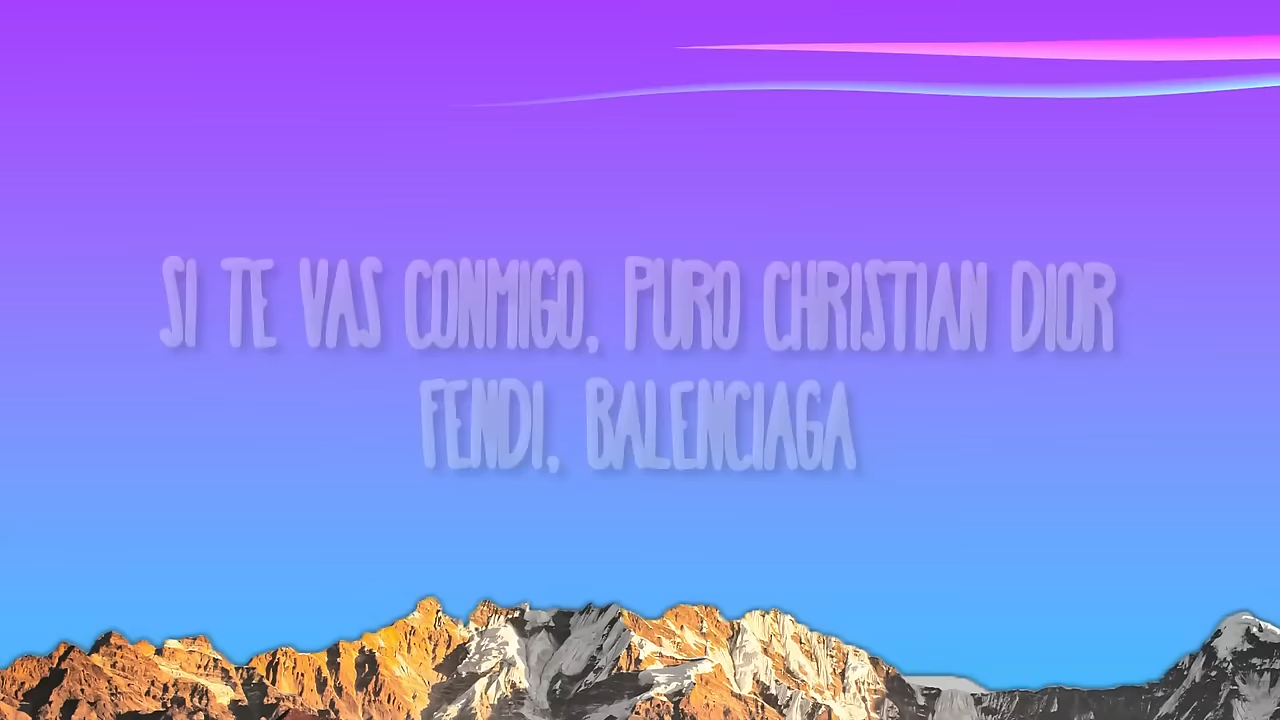 SI TE VAS CONMIGO, PURO CHRISTIAN DIOR
FENDI, BALENCIAGA